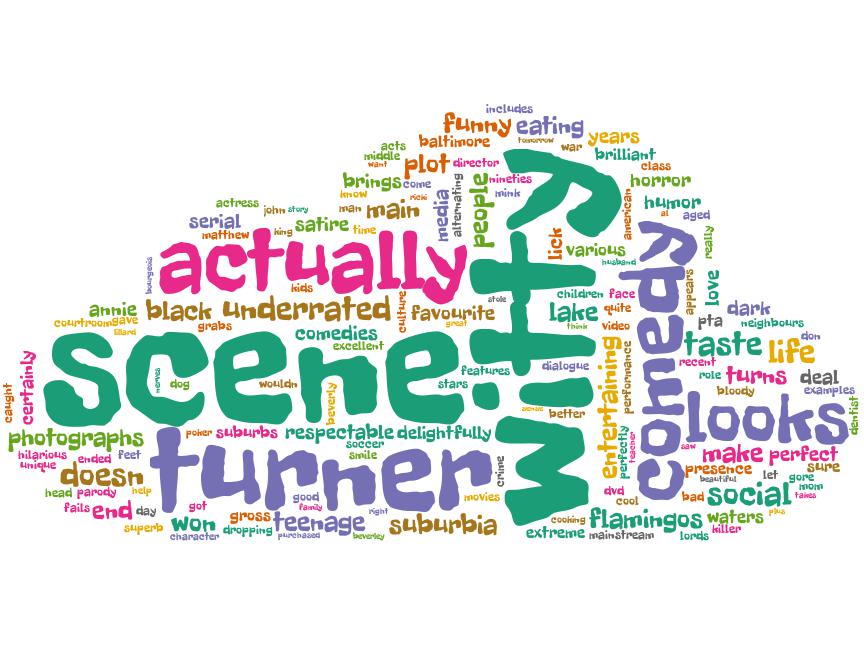 includes
funny eating
tomorrow war years
acts baltimore
middle brilliant
want plot director class
brings come nineties horror
know ricki mink people
actress man main media alternating american humor
john story al aged
serial satire witty lick really
matthew king time various
bourgeois actually husband comedy
kids children face appears love
annie black underrated culture favourite stole lake quite dark
courtroom gave great think video pta neighbours
lillard grabs comedies taste don
scene excellent dialogue entertaining performance recent life
nerves dog wouldn features role turns deal
caught certainly beverly stars better bloody examples
looks dentist
photographs poker suburbs respectable delightfully perfectly teacher
hilarious soccer saw make perfect
unique ended feet turner smile crime presence sure
doesn beautiful let gore
head parody help good movies dvd bad social mom
fails end day got family right cool takes
superb won gross teenage suburbia cooking flamingos waters plus
character dropping purchased beverley extreme mainstream lords killer